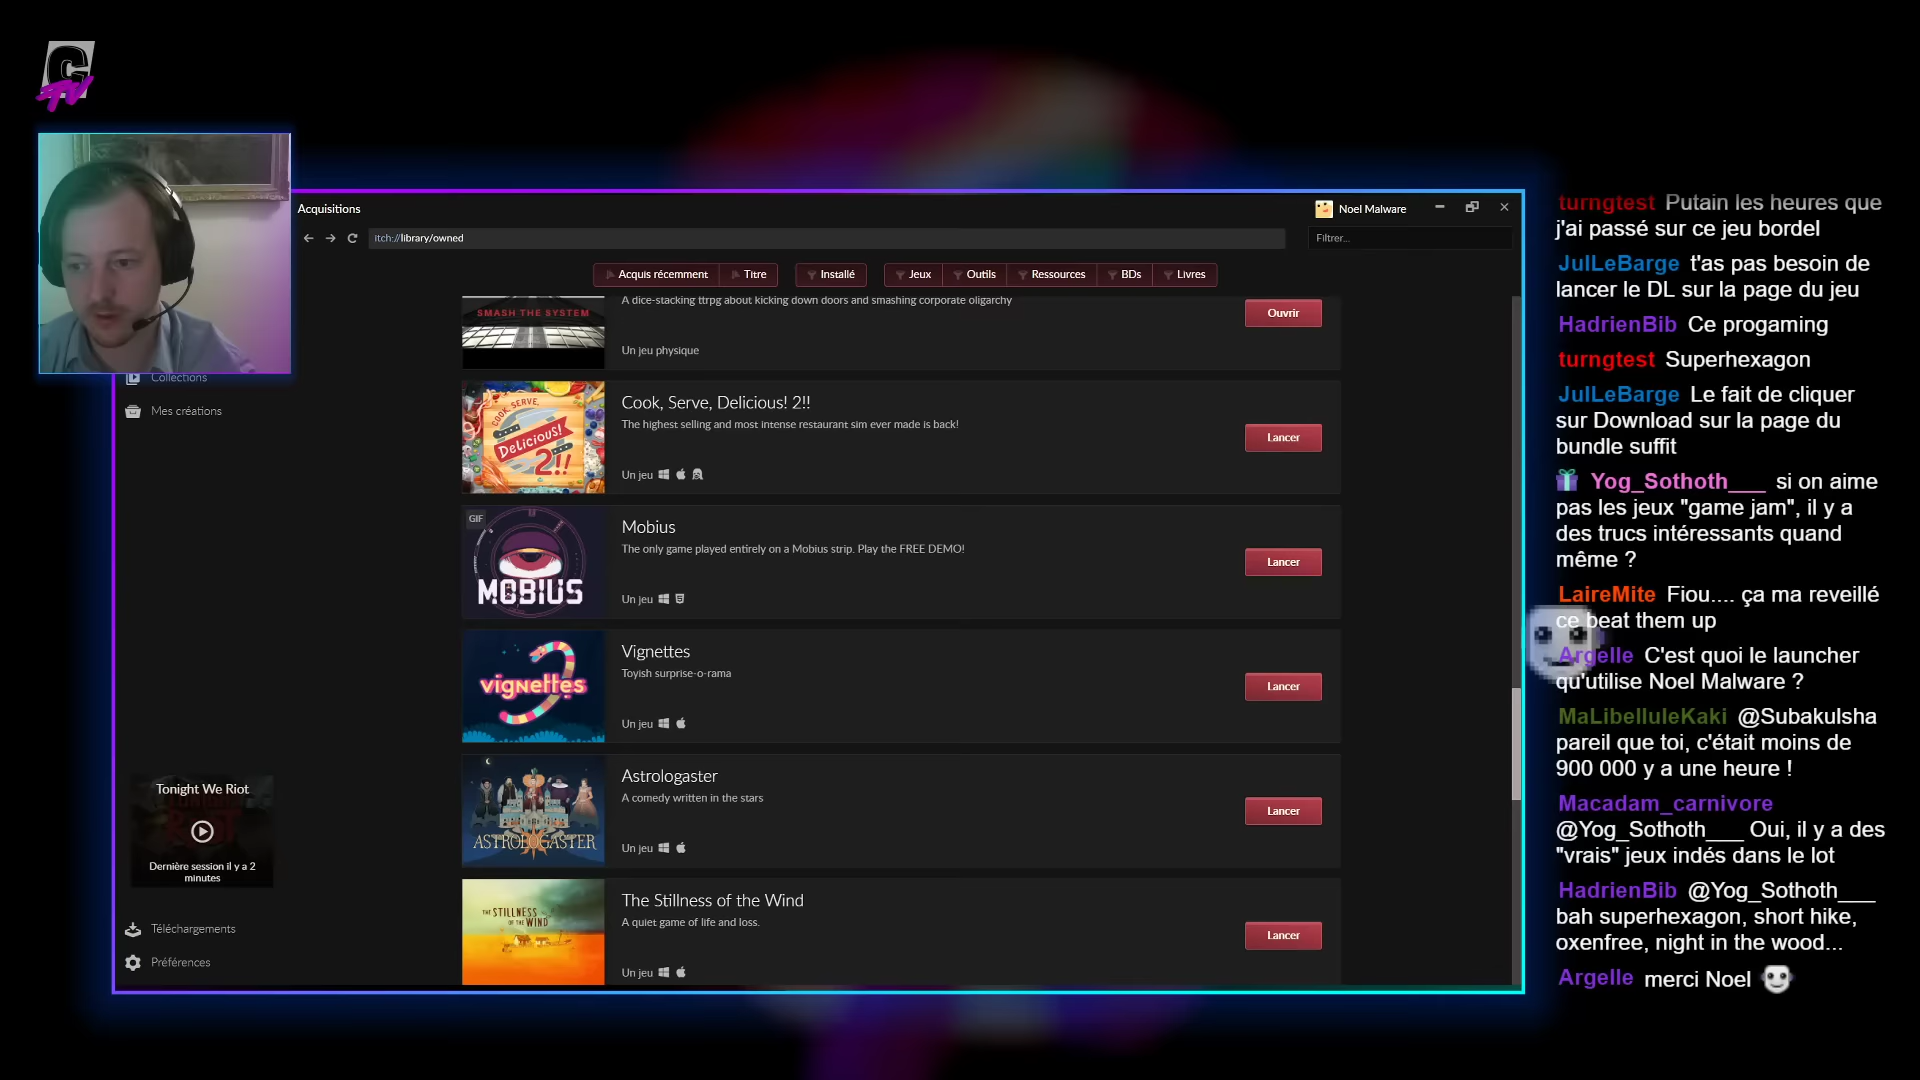 C
TV
Acquisitions
Noel Malware
itch://library/owned
Filtrer...
Acquis récemment
Titre
Installé
Jeux
Outils
Ressources
BDs
Livres
Collections
Mes créations
SMASH THE SYSTEM
A dice-stacking ttrpg about kicking down doors and smashing corporate oligarchy
Un jeu physique
Ouvrir
COOK, SERVE,
DELICIOUS!
2!!
Cook, Serve, Delicious! 2!!
The highest selling and most intense restaurant sim ever made is back!
Un jeu
Lancer
GIF
MOBIUS
Mobius
The only game played entirely on a Mobius strip. Play the FREE DEMO!
Un jeu
Lancer
vignettes
Vignettes
Toyish surprise-o-rama
Un jeu
Lancer
ASTROLOGASTER
Astrologaster
A comedy written in the stars
Un jeu
Lancer
THE STILLNESS
OF THE WIND
The Stillness of the Wind
A quiet game of life and loss.
Un jeu
Lancer
Tonight We Riot
Dernière session il y a 2
minutes
Téléchargements
Préférences
turngtest Putain les heures que
j'ai passé sur ce jeu bordel
JulLeBarge t'as pas besoin de
lancer le DL sur la page du jeu
HadrienBib Ce progaming
turngtest Superhexagon
JulLeBarge Le fait de cliquer
sur Download sur la page du
bundle suffit
Yog_Sothoth___ si on aime
pas les jeux "game jam", il y a
des trucs intéressants quand
même ?
LaireMite Fiou.... ça ma reveillé
ce beat them up
Argelle C'est quoi le launcher
qu'utilise Noel Malware ?
MaLibelluleKaki @Subakulsha
pareil que toi, c'était moins de
900 000 y a une heure !
Macadam_carnivore
@Yog_Sothoth___ Oui, il y a des
"vrais" jeux indés dans le lot
HadrienBib @Yog_Sothoth___
bah superhexagon, short hike,
oxenfree, night in the wood...
Argelle merci Noel